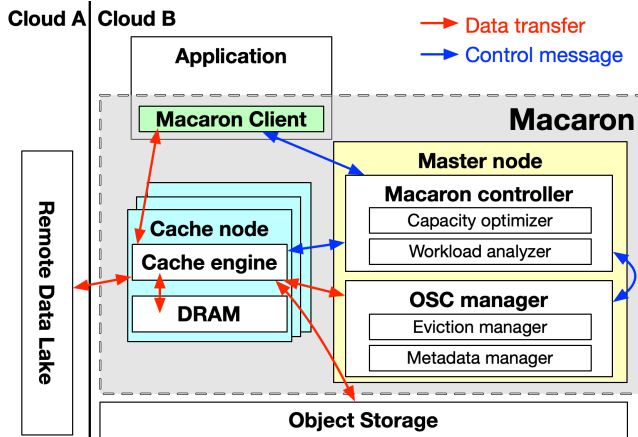 Cloud A
Cloud B
Data transfer
Control message
Application
Macaron Client
Macaron
Master node
Macaron controller
Capacity optimizer
Workload analyzer
Remote Data Lake
Cache node
Cache engine
DRAM
OSC manager
Eviction manager
Metadata manager
Object Storage